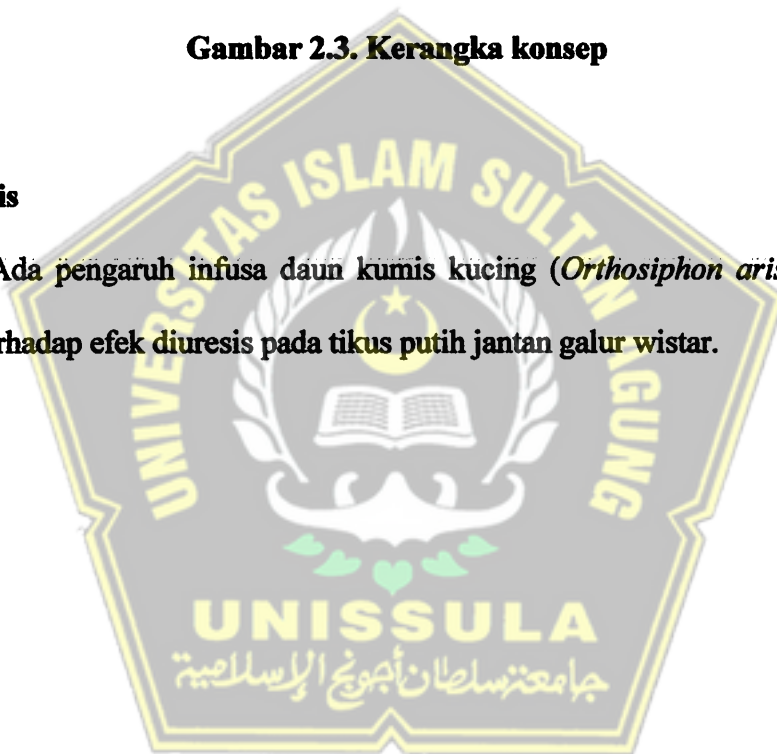 Gambar 2.3. Kerangka konsep
is
Ada pengaruh infusa daun kumis kucing (Orthosiphon aris
rhadap efek diuresis pada tikus putih jantan galur wistar.
UNIVERSITAS ISLAM SULTAN AGUNG
UNISSULA
جامعة سلطان أجونج الإسلامية